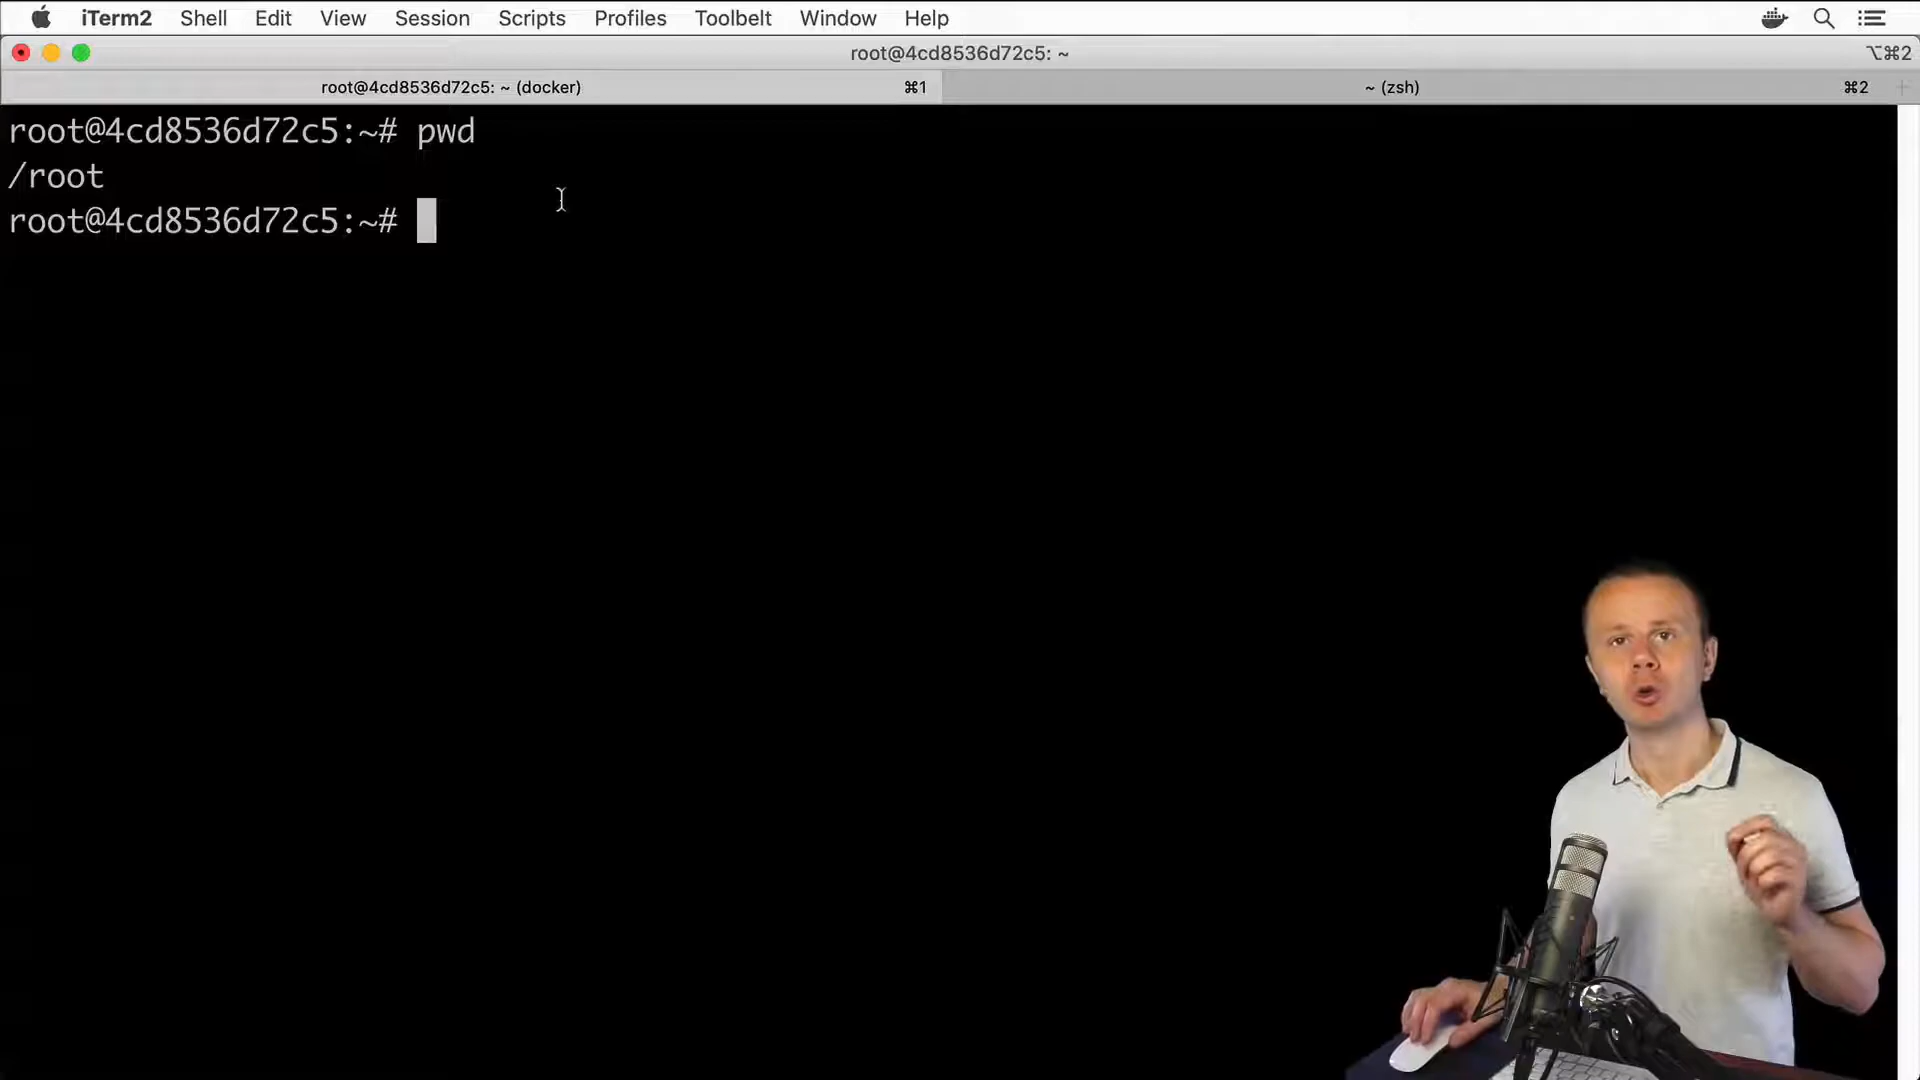 iTerm2 Shell Edit View Session Scripts Profiles Toolbelt Window Help
root@4cd8536d72c5: ~ ⌥⌘2
root@4cd8536d72c5: ~ (docker) ⌘1 ~ (zsh) ⌘2 +
root@4cd8536d72c5:~# pwd
/root
root@4cd8536d72c5:~#